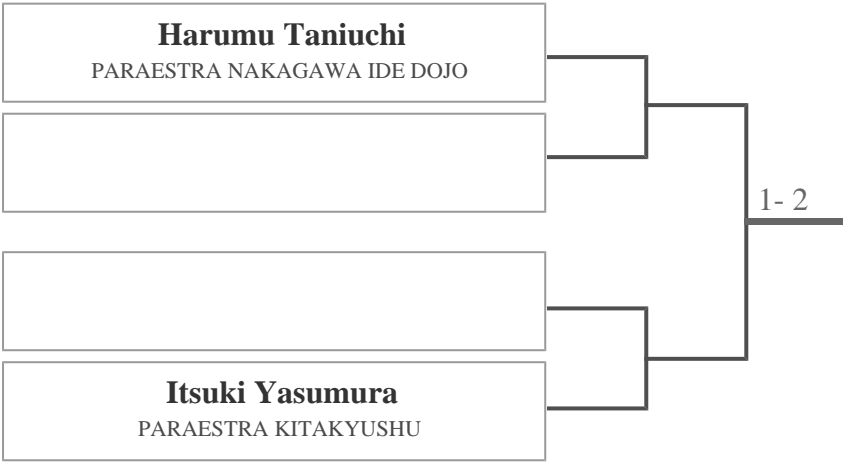 Harumu Taniuchi
PARAESTRA NAKAGAWA IDE DOJO
1- 2
Itsuki Yasumura
PARAESTRA KITAKYUSHU